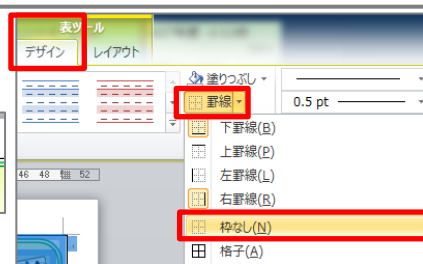 表ツール
デザイン レイアウト
塗りつぶし
罫線 0.5 pt
下罫線(B)
上罫線(P)
左罫線(L)
右罫線(R)
46 48 52
枠なし(N)
格子(A)